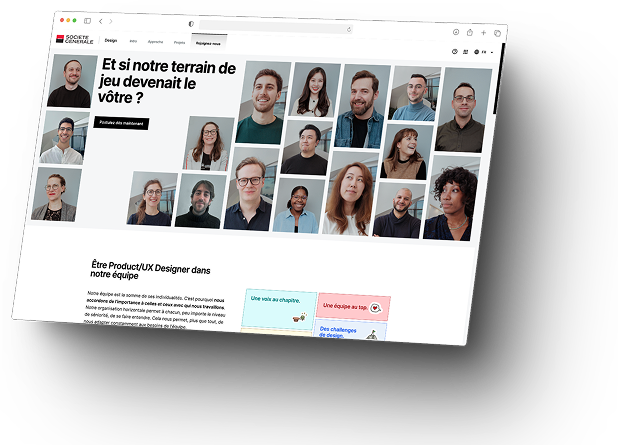 SOCIETE
GENERALE
Design
Approche
Projets
Rejoignez-nous
FR
Et si notre terrain de
jeu devenait le
vôtre ?
Postulez dès maintenant
Être Product/UX Designer dans
notre équipe
Notre équipe est la somme de ses individualités. C'est pourquoi nous
accordons de l'importance à celles et ceux avec qui nous travaillons.
Notre organisation horizontale permet à chacun, peu importe le niveau
de séniorité, de se faire entendre. Cela nous permet, plus que tout, de
nous adapter constamment aux besoins de l'équipe.
Une voix au chapitre.
Une équipe au top.
Des challenges
de design.